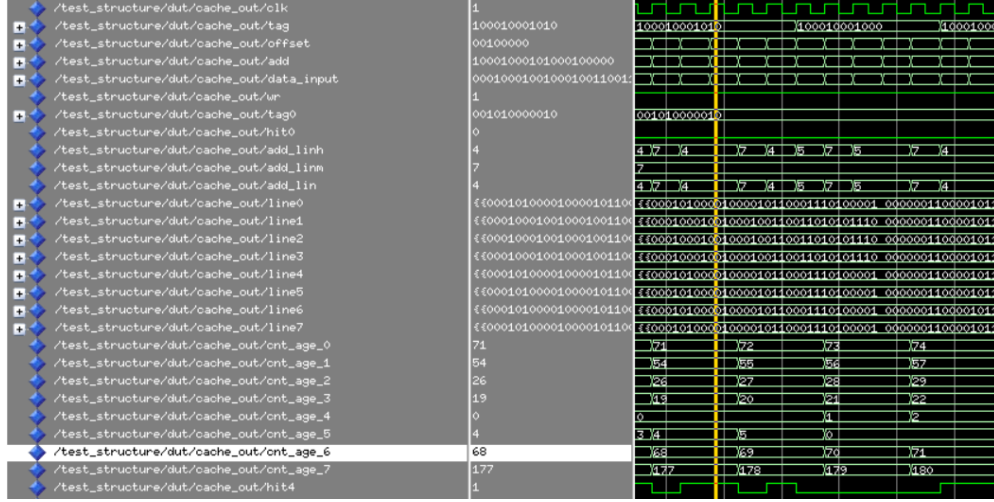 /test_structure/dut/cache_out/clk 1
/test_structure/dut/cache_out/tag 100010001010 100010001010 100010001000 1000100
/test_structure/dut/cache_out/offset 00100000
/test_structure/dut/cache_out/add 10001000101000100000
/test_structure/dut/cache_out/data_input
/test_structure/dut/cache_out/wr 1
/test_structure/dut/cache_out/tag0 001010000010 001010000010
/test_structure/dut/cache_out/hit0 0
/test_structure/dut/cache_out/add_linh 4 4 7 4 7 4 5 7 5 7 4
/test_structure/dut/cache_out/add_linm 7 7
/test_structure/dut/cache_out/add_lin 4 4 7 4 7 4 5 7 5 7 4
/test_structure/dut/cache_out/line0
/test_structure/dut/cache_out/line1
/test_structure/dut/cache_out/line2
/test_structure/dut/cache_out/line3
/test_structure/dut/cache_out/line4
/test_structure/dut/cache_out/line5
/test_structure/dut/cache_out/line6
/test_structure/dut/cache_out/line7
/test_structure/dut/cache_out/cnt_age_0 71 71 72 73 74
/test_structure/dut/cache_out/cnt_age_1 54 54 55 56 57
/test_structure/dut/cache_out/cnt_age_2 26 26 27 28 29
/test_structure/dut/cache_out/cnt_age_3 19 19 20 21 22
/test_structure/dut/cache_out/cnt_age_4 0 0 1 2
/test_structure/dut/cache_out/cnt_age_5 4 3 4 5 0
/test_structure/dut/cache_out/cnt_age_6 68 68 69 70 71
/test_structure/dut/cache_out/cnt_age_7 177 177 178 179 180
/test_structure/dut/cache_out/hit4 1